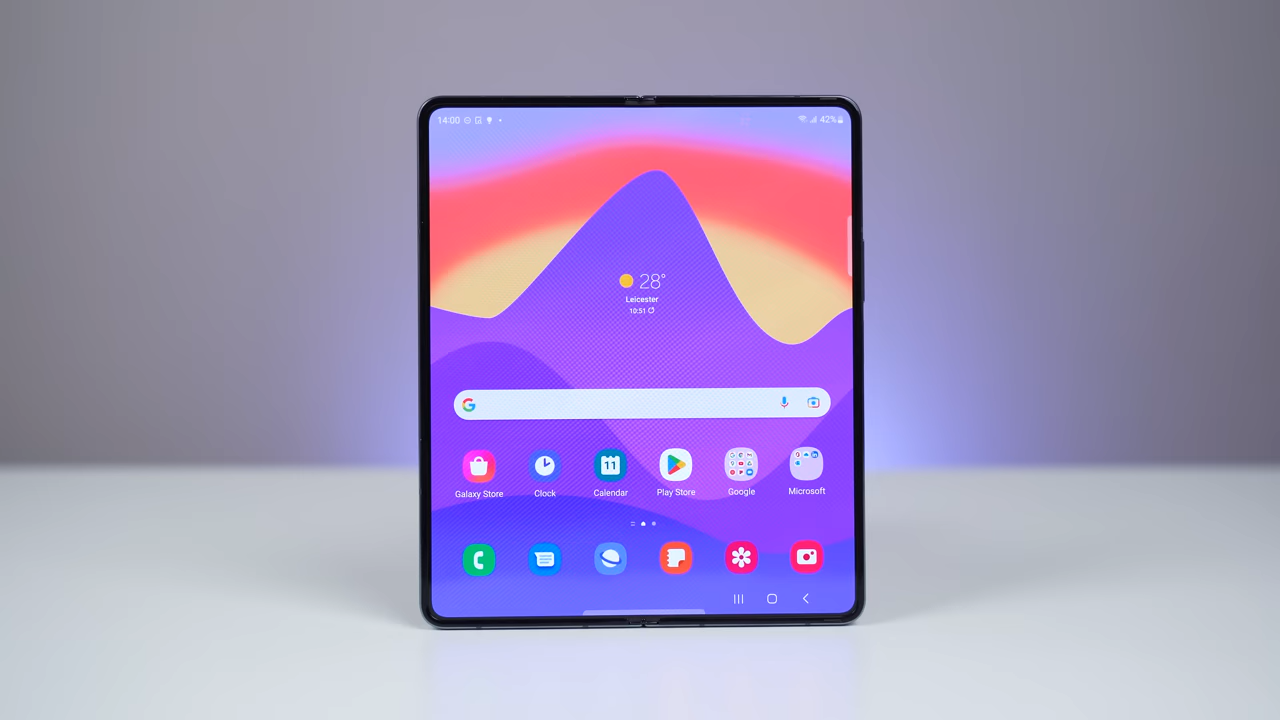 14:00
42%
28°
Leicester
10:51
G
11
Galaxy Store
Clock
Calendar
Play Store
Google
Microsoft